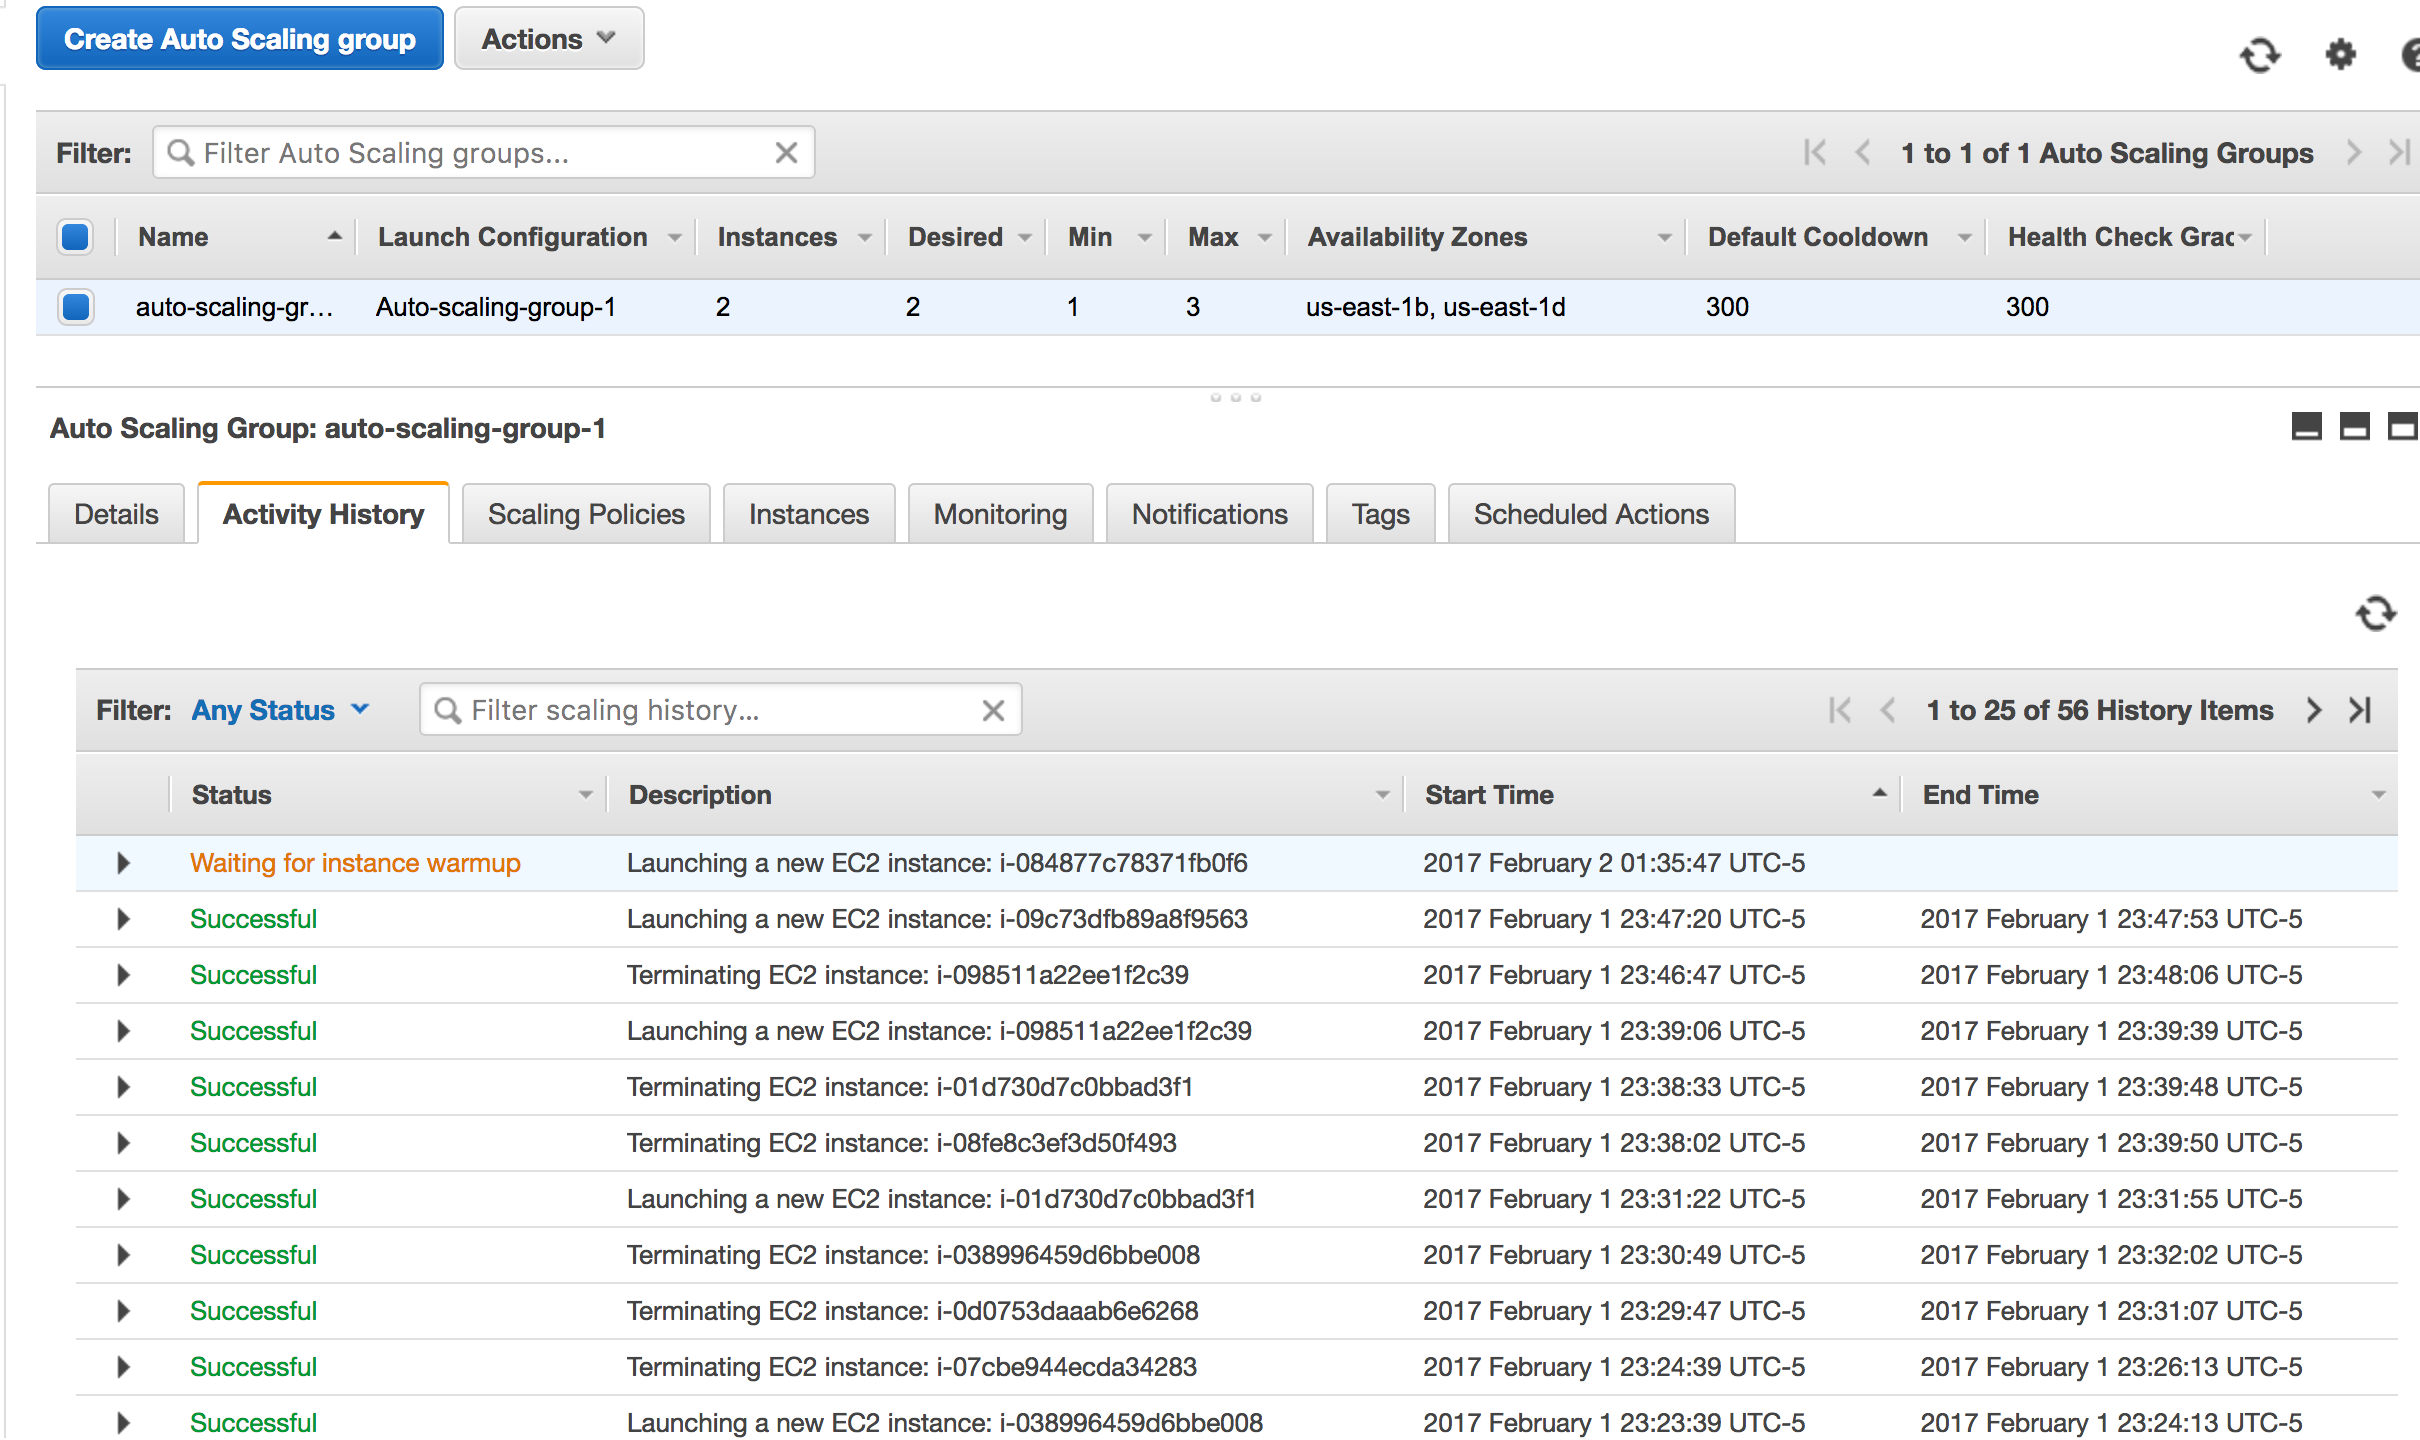 Create Auto Scaling group Actions
Filter: Filter Auto Scaling groups... 1 to 1 of 1 Auto Scaling Groups
Name Launch Configuration Instances Desired Min Max Availability Zones Default Cooldown Health Check Grac
auto-scaling-gr... Auto-scaling-group-1 2 2 1 3 us-east-1b, us-east-1d 300 300
Auto Scaling Group: auto-scaling-group-1
Details Activity History Scaling Policies Instances Monitoring Notifications Tags Scheduled Actions
Filter: Any Status Filter scaling history... 1 to 25 of 56 History Items
Status Description Start Time End Time
Waiting for instance warmup Launching a new EC2 instance: i-084877c78371fb0f6 2017 February 2 01:35:47 UTC-5
Successful Launching a new EC2 instance: i-09c73dfb89a8f9563 2017 February 1 23:47:20 UTC-5 2017 February 1 23:47:53 UTC-5
Successful Terminating EC2 instance: i-098511a22ee1f2c39 2017 February 1 23:46:47 UTC-5 2017 February 1 23:48:06 UTC-5
Successful Launching a new EC2 instance: i-098511a22ee1f2c39 2017 February 1 23:39:06 UTC-5 2017 February 1 23:39:39 UTC-5
Successful Terminating EC2 instance: i-01d730d7c0bbad3f1 2017 February 1 23:38:33 UTC-5 2017 February 1 23:39:48 UTC-5
Successful Terminating EC2 instance: i-08fe8c3ef3d50f493 2017 February 1 23:38:02 UTC-5 2017 February 1 23:39:50 UTC-5
Successful Launching a new EC2 instance: i-01d730d7c0bbad3f1 2017 February 1 23:31:22 UTC-5 2017 February 1 23:31:55 UTC-5
Successful Terminating EC2 instance: i-038996459d6bbe008 2017 February 1 23:30:49 UTC-5 2017 February 1 23:32:02 UTC-5
Successful Terminating EC2 instance: i-0d0753daaab6e6268 2017 February 1 23:29:47 UTC-5 2017 February 1 23:31:07 UTC-5
Successful Terminating EC2 instance: i-07cbe944ecda34283 2017 February 1 23:24:39 UTC-5 2017 February 1 23:26:13 UTC-5
Successful Launching a new EC2 instance: i-038996459d6bbe008 2017 February 1 23:23:39 UTC-5 2017 February 1 23:24:13 UTC-5